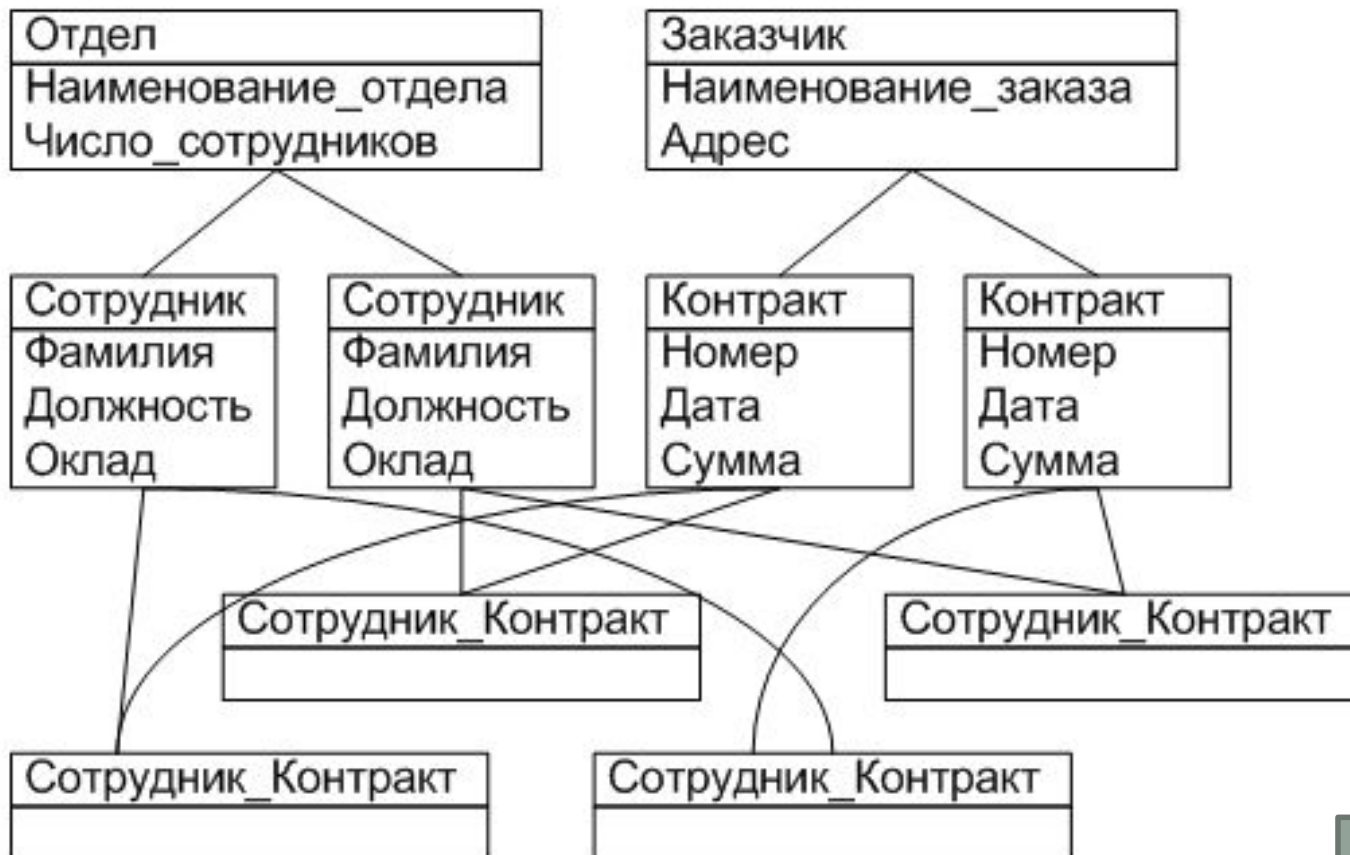 Отдел
Наименование_отдела
Число_сотрудников
Заказчик
Наименование_заказа
Адрес
Сотрудник
Фамилия
Должность
Оклад
Сотрудник
Фамилия
Должность
Оклад
Контракт
Номер
Дата
Сумма
Контракт
Номер
Дата
Сумма
Сотрудник_Контракт
Сотрудник_Контракт
Сотрудник_Контракт
Сотрудник_Контракт